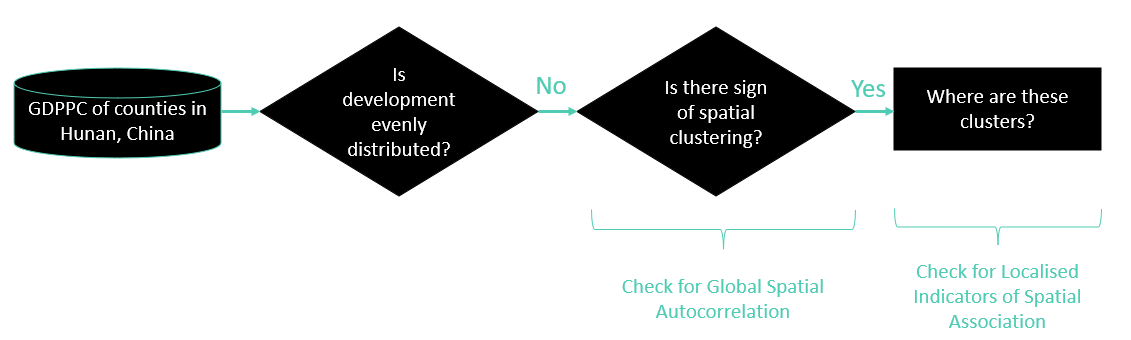 GDPPC of counties in
Hunan, China
Is
development
evenly
distributed?
No
Is there sign
of spatial
clustering?
Yes
Where are these
clusters?
Check for Global Spatial
Autocorrelation
Check for Localised
Indicators of Spatial
Association